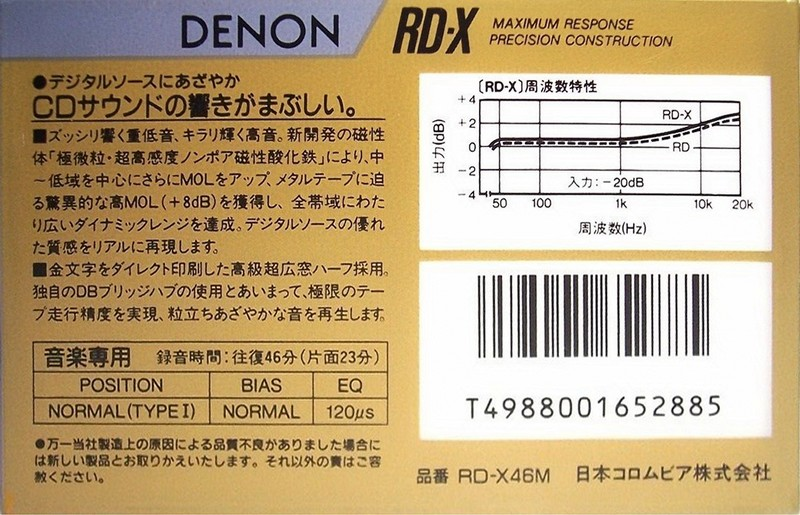 DENON
RD-X
MAXIMUM RESPONSE
PRECISION CONSTRUCTION
●デジタルソースにあざやか
CDサウンドの響きがまぶしい。
■ズッシリ響く重低音、キラリ輝く高音。新開発の磁性
体「極微粒・超高感度ノンポア磁性酸化鉄」により、中
～低域を中心にさらにMOLをアップ。メタルテープに迫
る驚異的な高MOL(+8dB)を獲得し、全帯域にわた
り広いダイナミックレンジを達成。デジタルソースの優れ
た質感をリアルに再現します。
■金文字をダイレクト印刷した高級超広窓ハーフ採用。
独自のDBブリッジハブの使用とあいまって、極限のテー
プ走行精度を実現、粒立ちあざやかな音を再生します。
音楽専用 録音時間:往復46分(片面23分)
POSITION BIAS EQ
NORMAL(TYPE I) NORMAL 120μs
●万一当社製造上の原因による品質不良がありました場合に
は新しい製品とお取りかえいたします。それ以外の責はご容
赦ください。
〔RD-X〕周波数特性
+4
+2
0
-2
-4
出力(dB)
RD-X
RD
入力:-20dB
50 100 1k 10k 20k
周波数(Hz)
T4988001652885
品番 RD-X46M 日本コロムビア株式会社